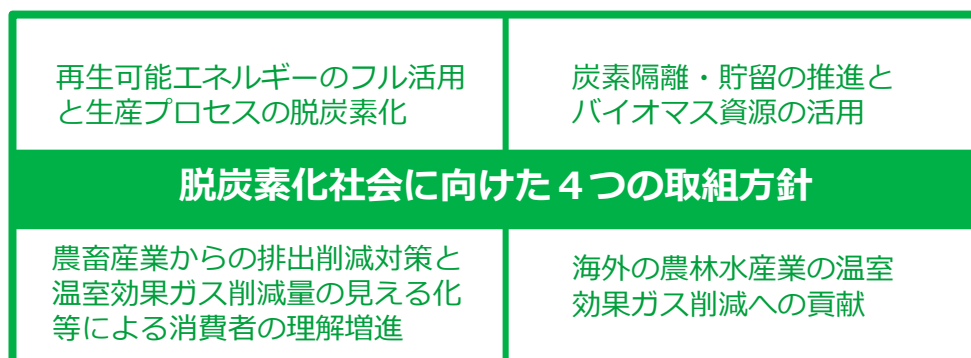 再生可能エネルギーのフル活用
と生産プロセスの脱炭素化
炭素隔離・貯留の推進と
バイオマス資源の活用
脱炭素化社会に向けた４つの取組方針
農畜産業からの排出削減対策と
温室効果ガス削減量の見える化
等による消費者の理解増進
海外の農林水産業の温室
効果ガス削減への貢献